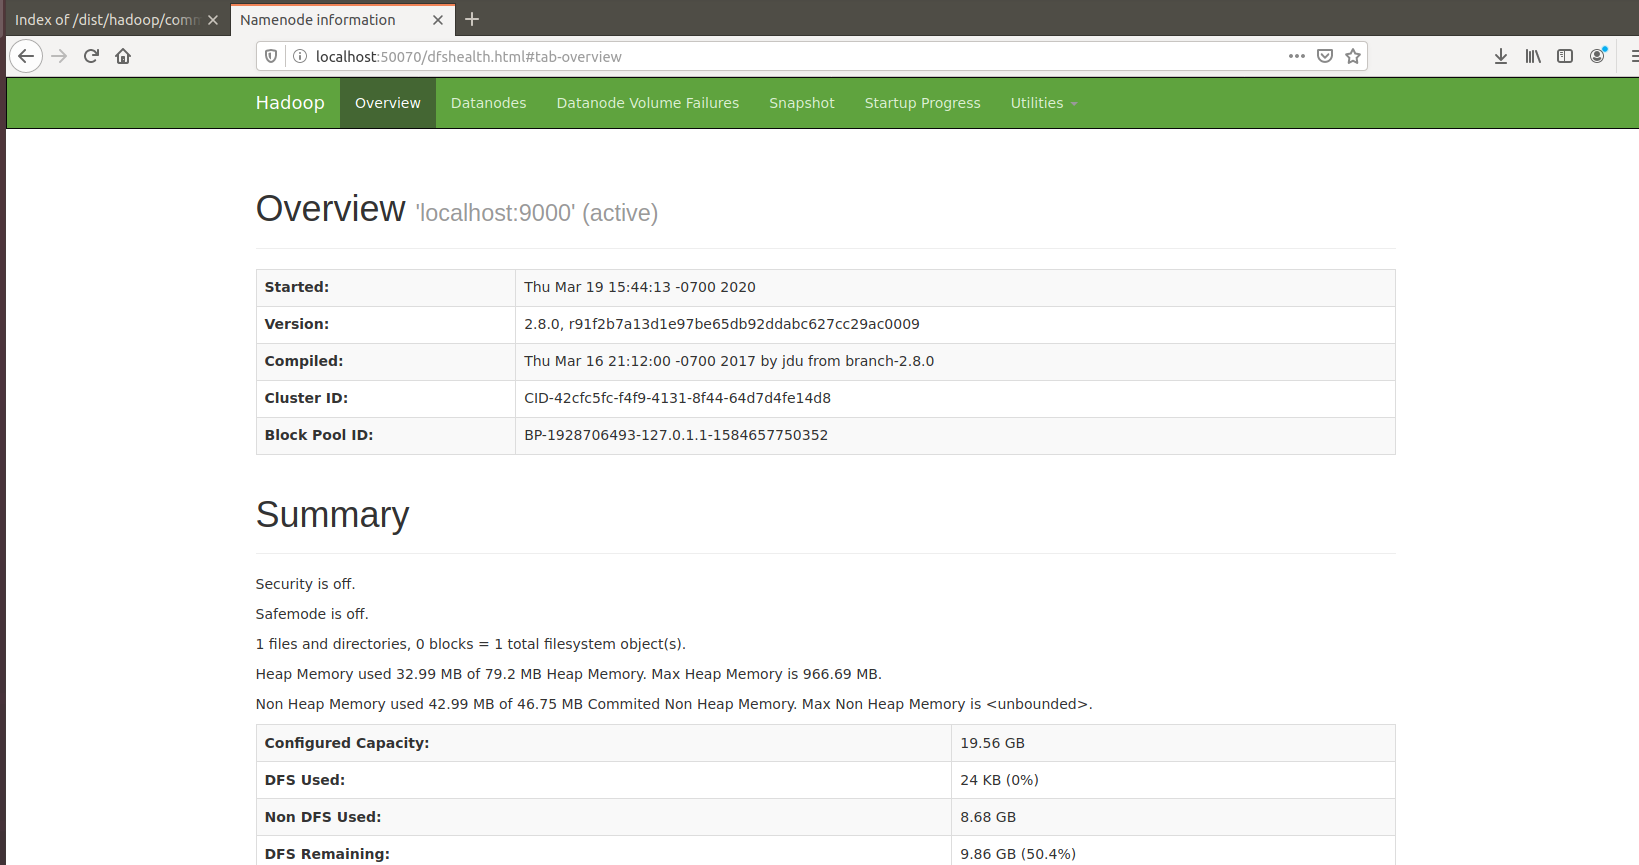 Index of /dist/hadoop/comm
Namenode information
localhost:50070/dfshealth.html#tab-overview
Hadoop Overview Datanodes Datanode Volume Failures Snapshot Startup Progress Utilities
Overview 'localhost:9000' (active)
Started: Thu Mar 19 15:44:13 -0700 2020
Version: 2.8.0, r91f2b7a13d1e97be65db92ddabc627cc29ac0009
Compiled: Thu Mar 16 21:12:00 -0700 2017 by jdu from branch-2.8.0
Cluster ID: CID-42cfc5fc-f4f9-4131-8f44-64d7d4fe14d8
Block Pool ID: BP-1928706493-127.0.1.1-1584657750352
Summary
Security is off.
Safemode is off.
1 files and directories, 0 blocks = 1 total filesystem object(s).
Heap Memory used 32.99 MB of 79.2 MB Heap Memory. Max Heap Memory is 966.69 MB.
Non Heap Memory used 42.99 MB of 46.75 MB Commited Non Heap Memory. Max Non Heap Memory is <unbounded>.
Configured Capacity: 19.56 GB
DFS Used: 24 KB (0%)
Non DFS Used: 8.68 GB
DFS Remaining: 9.86 GB (50.4%)